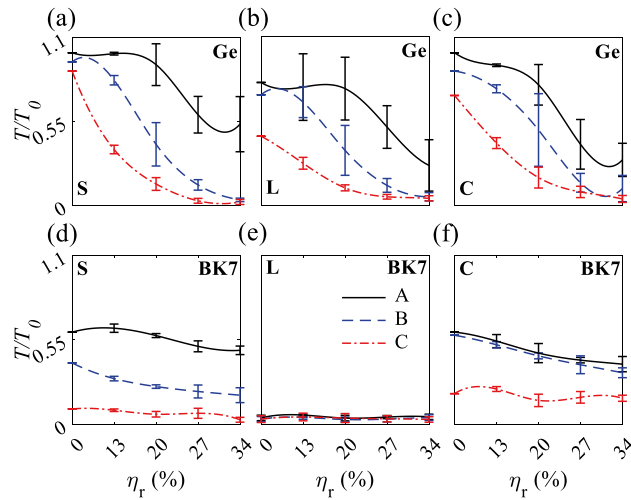 (a) (b) (c)
1.1 Ge Ge Ge
T/T0
0.55
0 S L C
(d) (e) (f)
1.1 S BK7 L BK7 C BK7
A
T/T0
0.55 B
C
0
0 13 20 27 34 0 13 20 27 34 0 13 20 27 34
ηr (%) ηr (%) ηr (%)